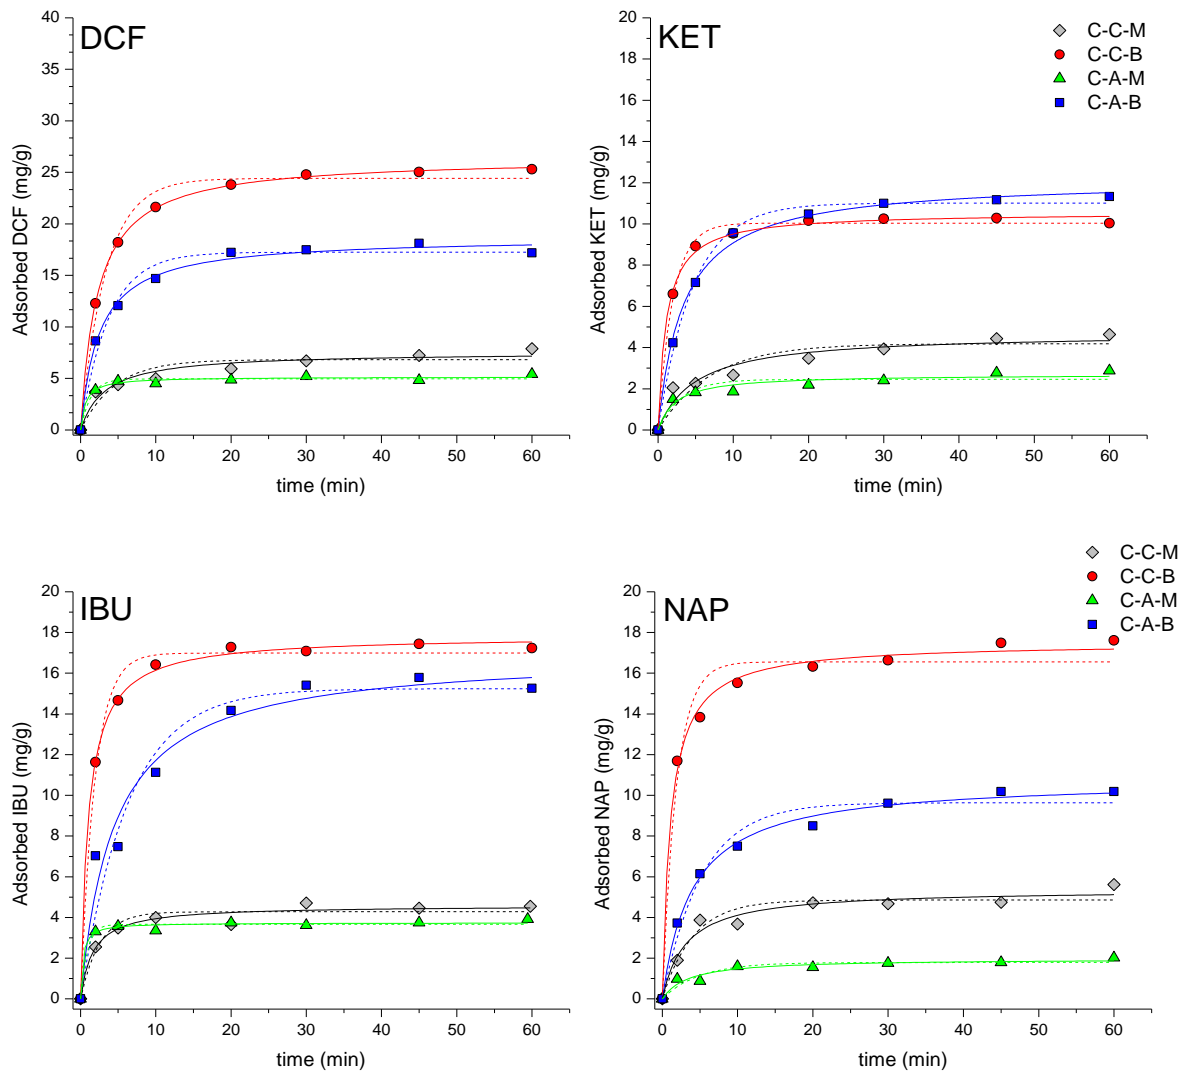 DCF
40
35
30
25
20
15
10
5
0
Adsorbed DCF (mg/g)
0 10 20 30 40 50 60
time (min)
KET
C-C-M
C-C-B
C-A-M
C-A-B
20
18
16
14
12
10
8
6
4
2
0
Adsorbed KET (mg/g)
0 10 20 30 40 50 60
time (min)
IBU
20
18
16
14
12
10
8
6
4
2
0
Adsorbed IBU (mg/g)
0 10 20 30 40 50 60
time (min)
NAP
C-C-M
C-C-B
C-A-M
C-A-B
20
18
16
14
12
10
8
6
4
2
0
Adsorbed NAP (mg/g)
0 10 20 30 40 50 60
time (min)